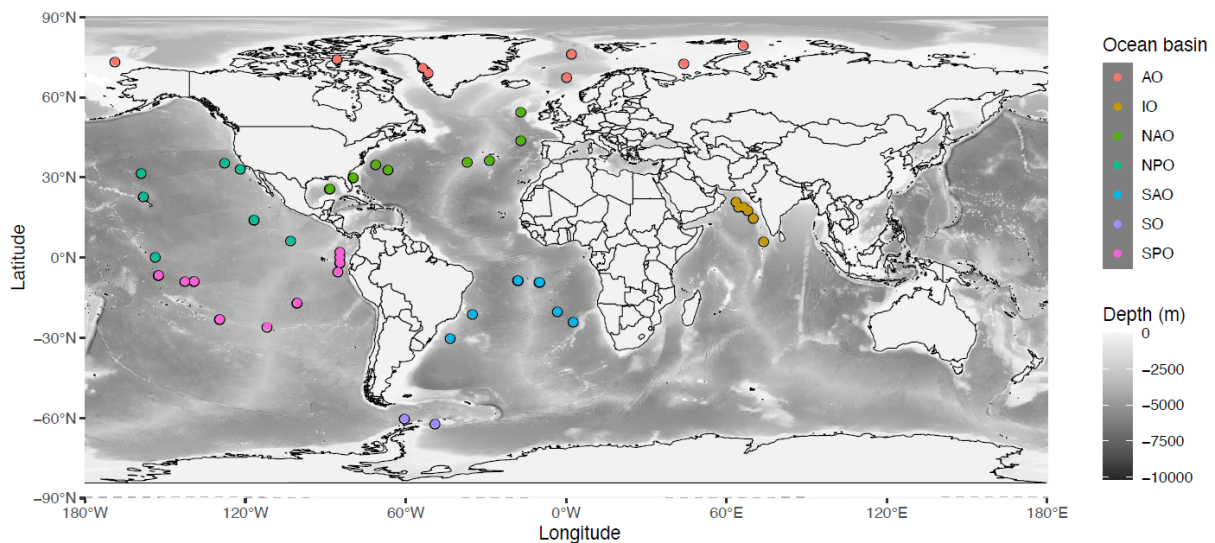 90°N
60°N
30°N
0°N
−30°N
−60°N
−90°N
Latitude
180°W
120°W
60°W
0°W
60°E
120°E
180°E
Longitude
Ocean basin
AO
IO
NAO
NPO
SAO
SO
SPO
Depth (m)
0
−2500
−5000
−7500
−10000